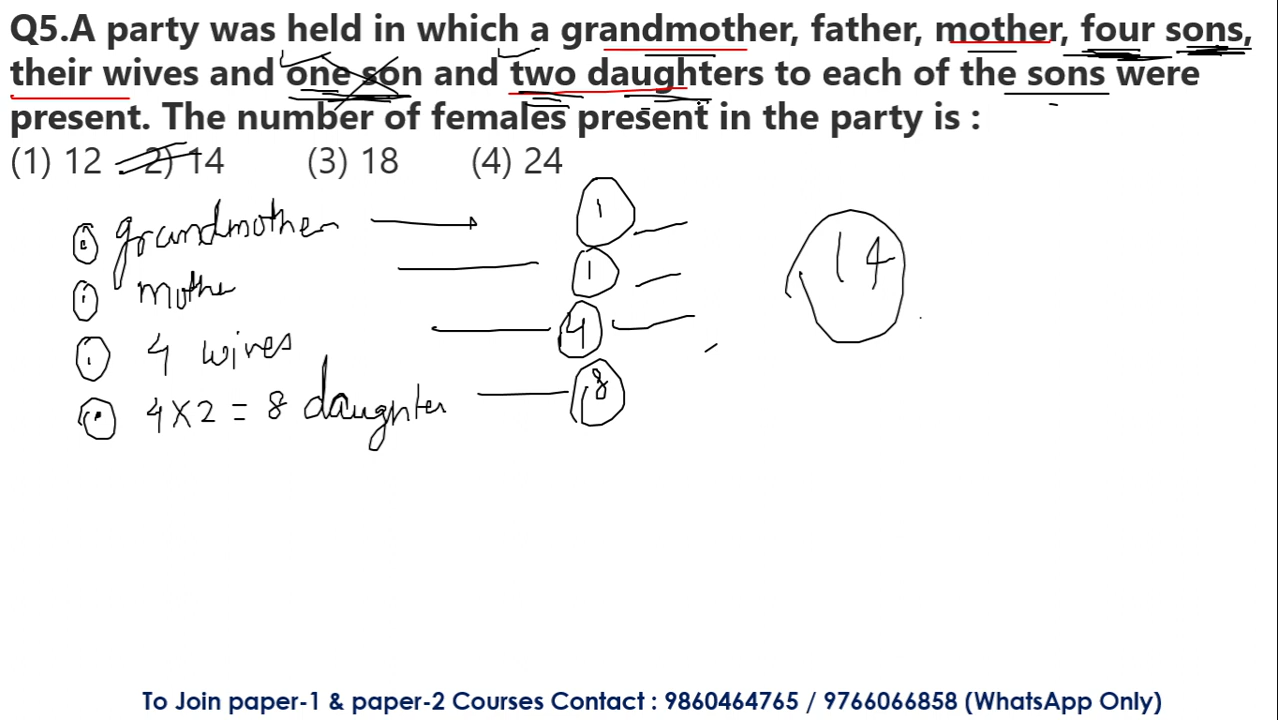 Q5.A party was held in which a grandmother, father, mother, four sons,
their wives and one son and two daughters to each of the sons were
present. The number of females present in the party is :
(1) 12 2) 14 (3) 18 (4) 24
grandmother 1
mothe 1
4 wives 4
4 X 2 = 8 daughter 8
14
To Join paper-1 & paper-2 Courses Contact : 9860464765 / 9766066858 (WhatsApp Only)